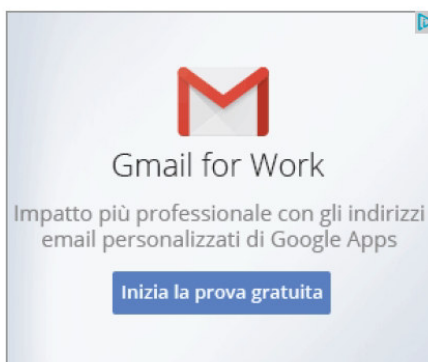 Gmail for Work
Impatto più professionale con gli indirizzi
email personalizzati di Google Apps
Inizia la prova gratuita